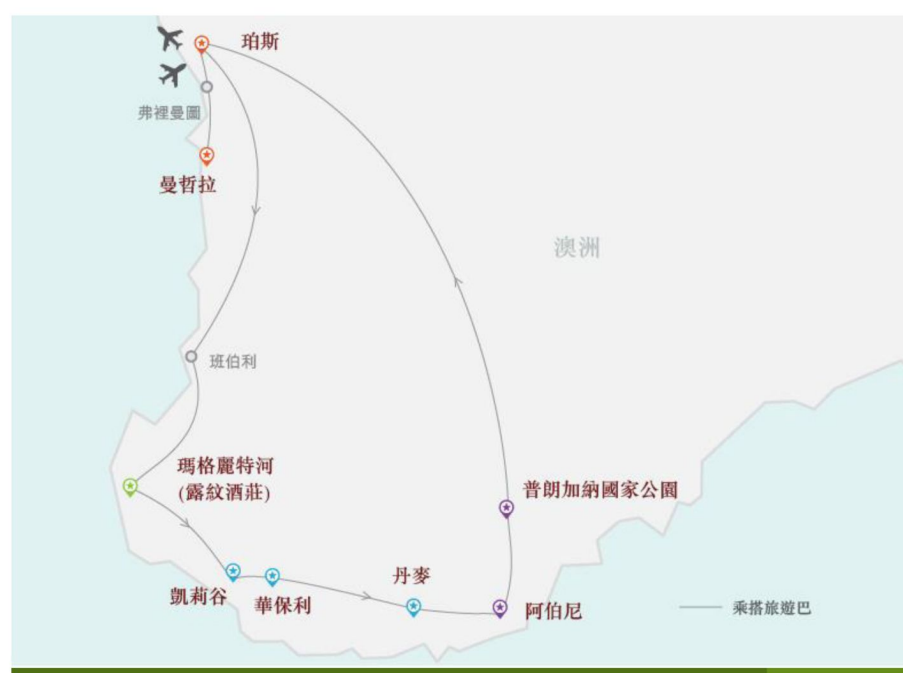 珀斯
弗裡曼圖
曼哲拉
澳洲
班伯利
瑪格麗特河
(露紋酒莊)
普朗加納國家公園
凱莉谷
華保利
丹麥
阿伯尼
乘搭旅遊巴